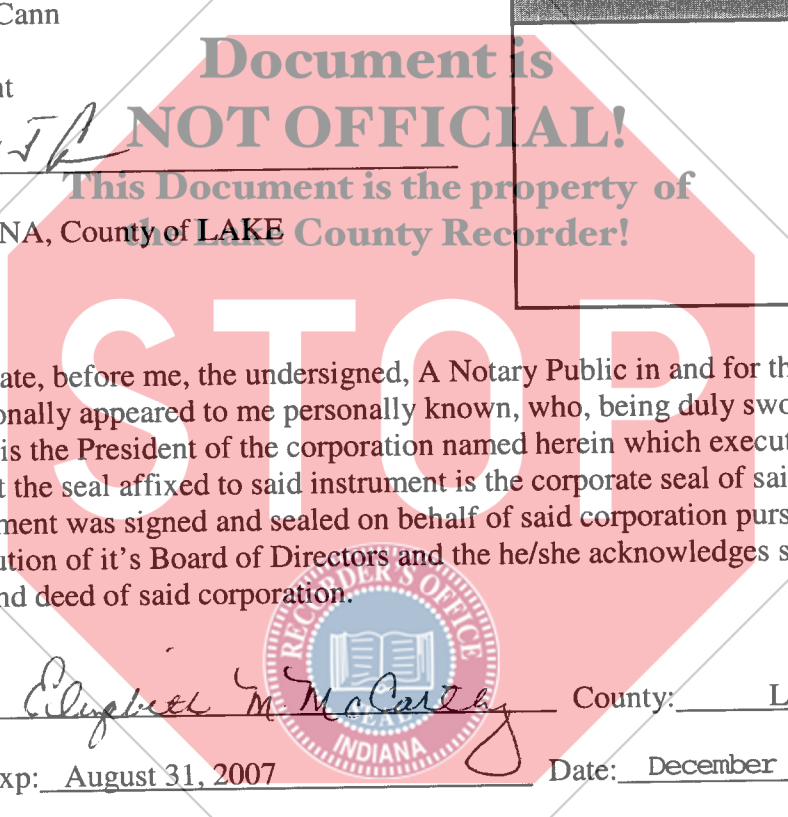 Cann
Document is
nt
NOT OFFICIAL!
This Document is the property of
NA, County of LAKE
the Lake County Recorder!
STOP
ate, before me, the undersigned, A Notary Public in and for th
onally appeared to me personally known, who, being duly swo
is the President of the corporation named herein which execut
t the seal affixed to said instrument is the corporate seal of sai
ment was signed and sealed on behalf of said corporation purs
ution of it's Board of Directors and the he/she acknowledges s
nd deed of said corporation.
RECORDER'S OFFICE
Elizabeth M. McCarthy County: L
SEAL
INDIANA
xp: August 31, 2007 Date: December